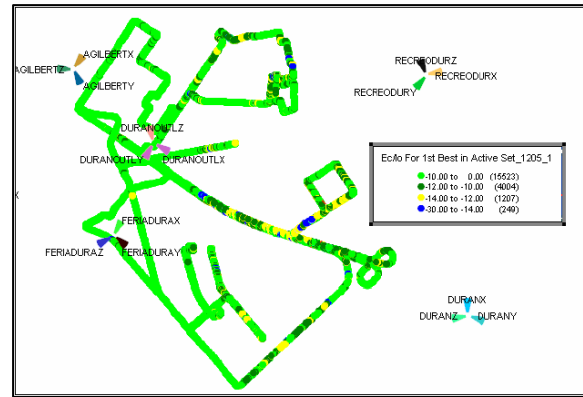 AGILBERTX
AGILBERTZ
AGILBERTY
RECREODURZ
RECREODURX
RECREODURY
DURANOUTLZ
DURANOUTLY
DURANOUTLX
Ec/Io For 1st Best in Active Set_1205_1
-10.00 to 0.00 (15523)
-12.00 to -10.00 (4004)
-14.00 to -12.00 (1207)
-30.00 to -14.00 (249)
X
FERIADURAX
FERIADURAZ
FERIADURAY
DURANX
DURANZ
DURANY